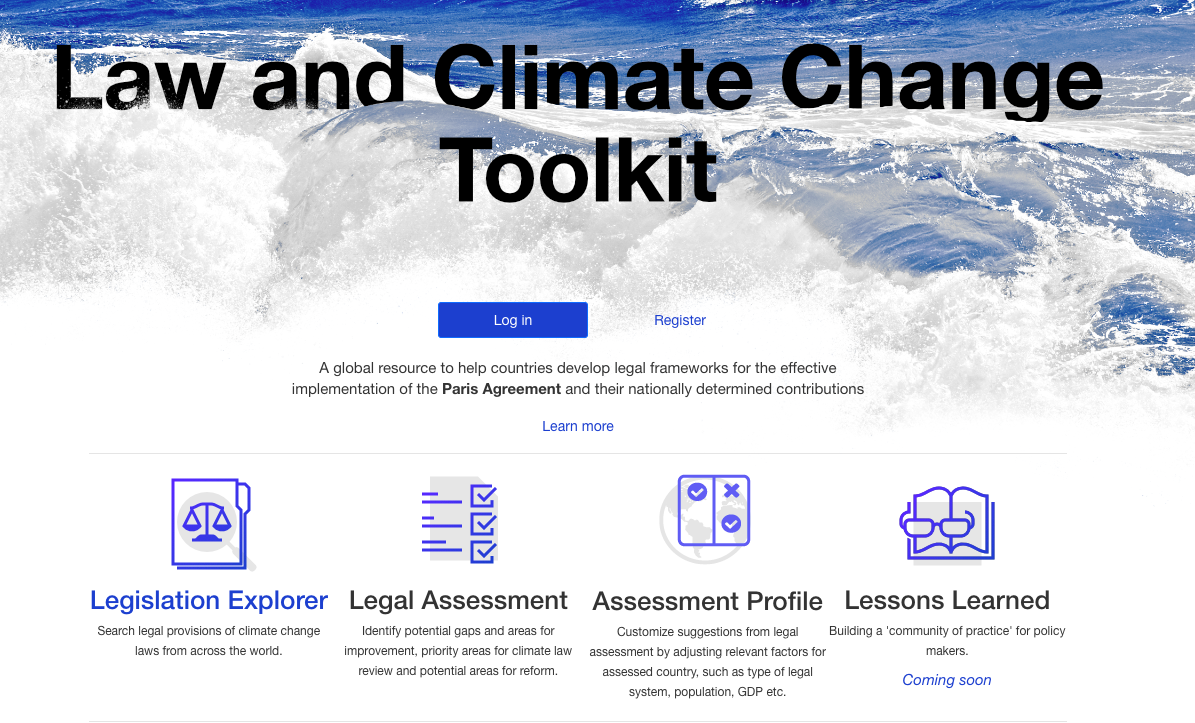 Law and Climate Change
Toolkit
Log in
Register
A global resource to help countries develop legal frameworks for the effective
implementation of the Paris Agreement and their nationally determined contributions
Learn more
Legislation Explorer
Search legal provisions of climate change
laws from across the world.
Legal Assessment
Identify potential gaps and areas for
improvement, priority areas for climate law
review and potential areas for reform.
Assessment Profile
Customize suggestions from legal
assessment by adjusting relevant factors for
assessed country, such as type of legal
system, population, GDP etc.
Lessons Learned
Building a 'community of practice' for policy
makers.
Coming soon